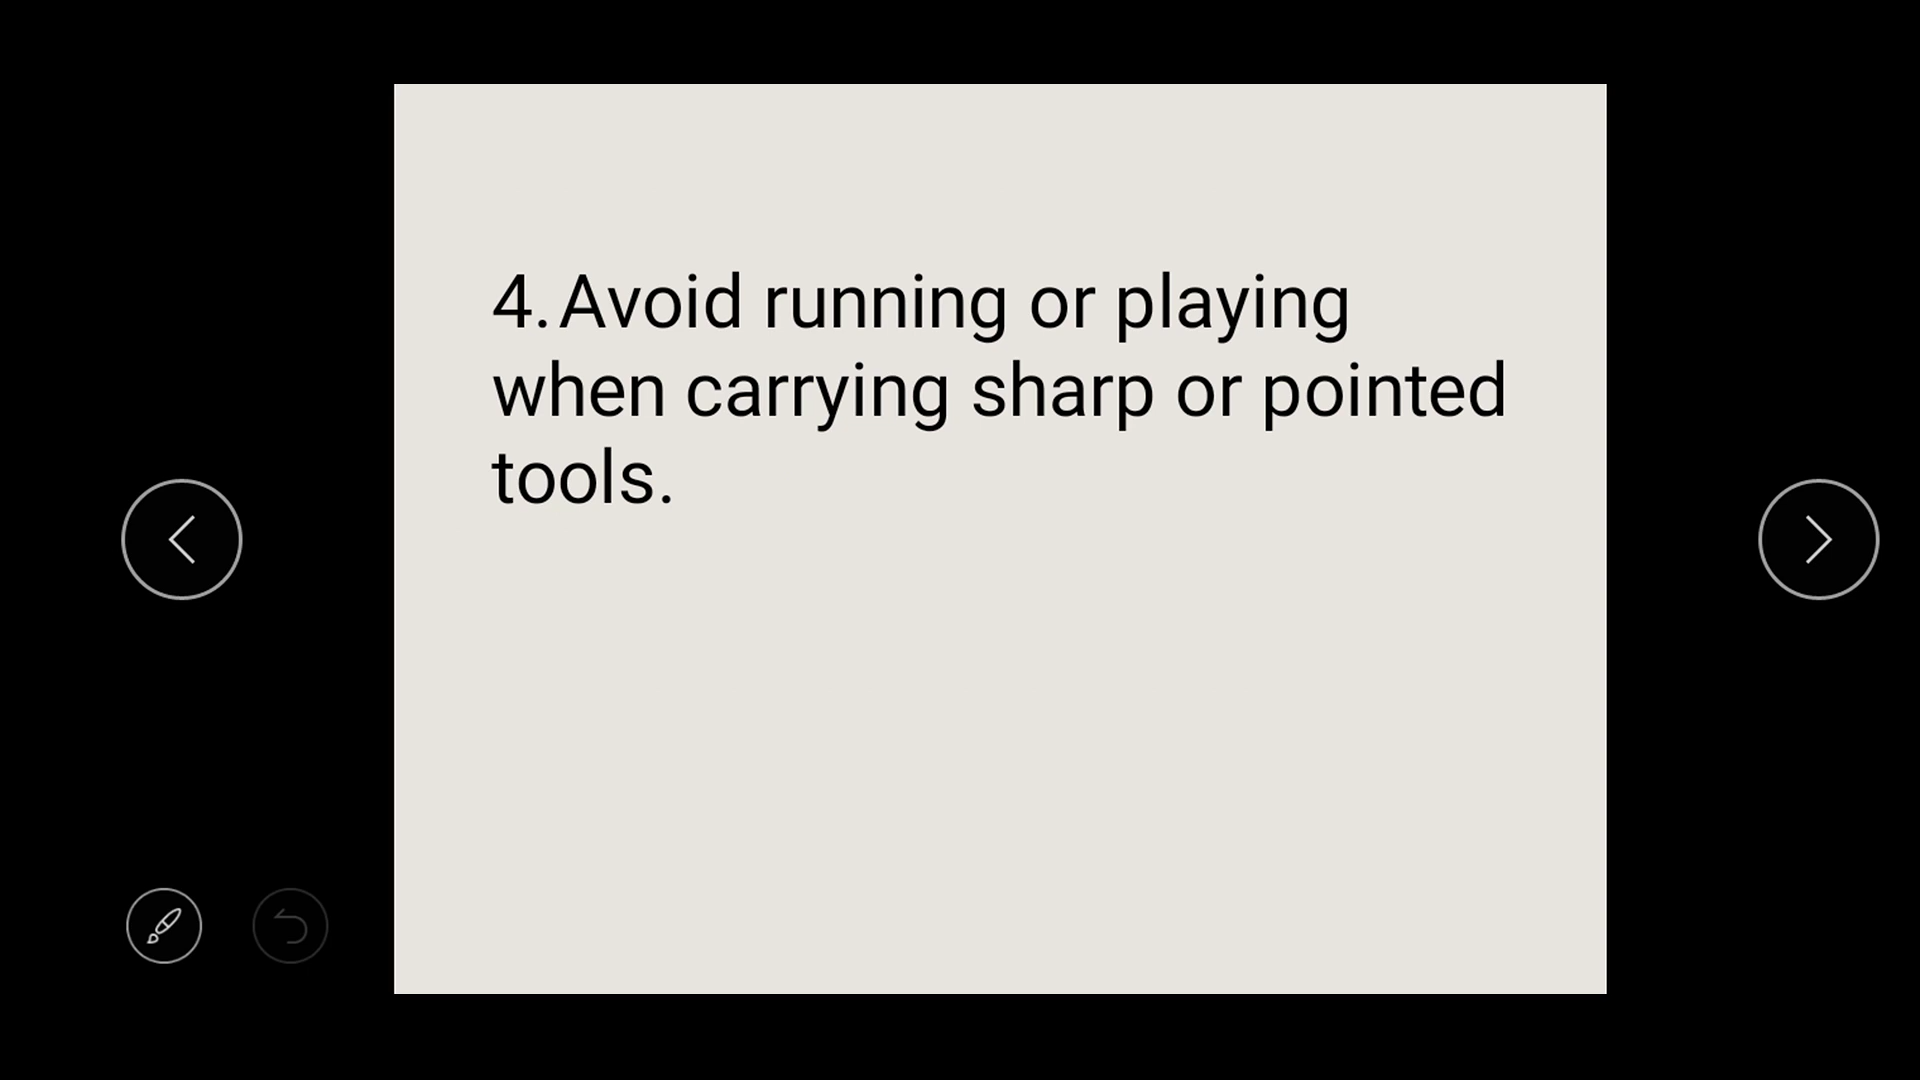 4. Avoid running or playing
when carrying sharp or pointed
tools.